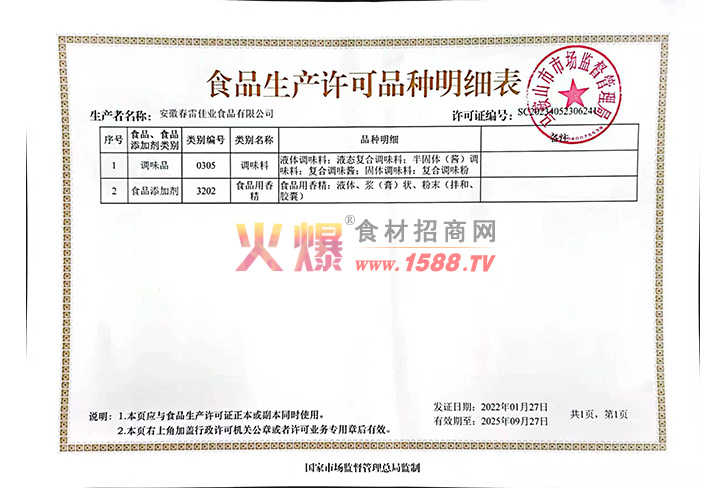 食品生产许可品种明细表
马鞍山市市场监督管理局
生产者名称: 安徽春雷佳业食品有限公司
许可证编号: SC20234052306241
序号 食品、食品添加剂类别 类别编号 类别名称 品种明细 备注
1 调味品 0305 调味料 液体调味料:液态复合调味料;半固体(酱)调
味料:复合调味酱;固体调味料:复合调味粉
2 食品添加剂 3202 食品用香精 食品用香精:液体、浆(膏)状、粉末(拌和、
胶囊)
火爆®食材招商网
www.1588.TV
说明: 1.本页应与食品生产许可证正本或副本同时使用。
2.本页右上角加盖行政许可机关公章或者许可业务专用章后有效。
发证日期: 2022年01月27日
有效期至: 2025年09月27日
共1页,第1页
国家市场监督管理总局监制